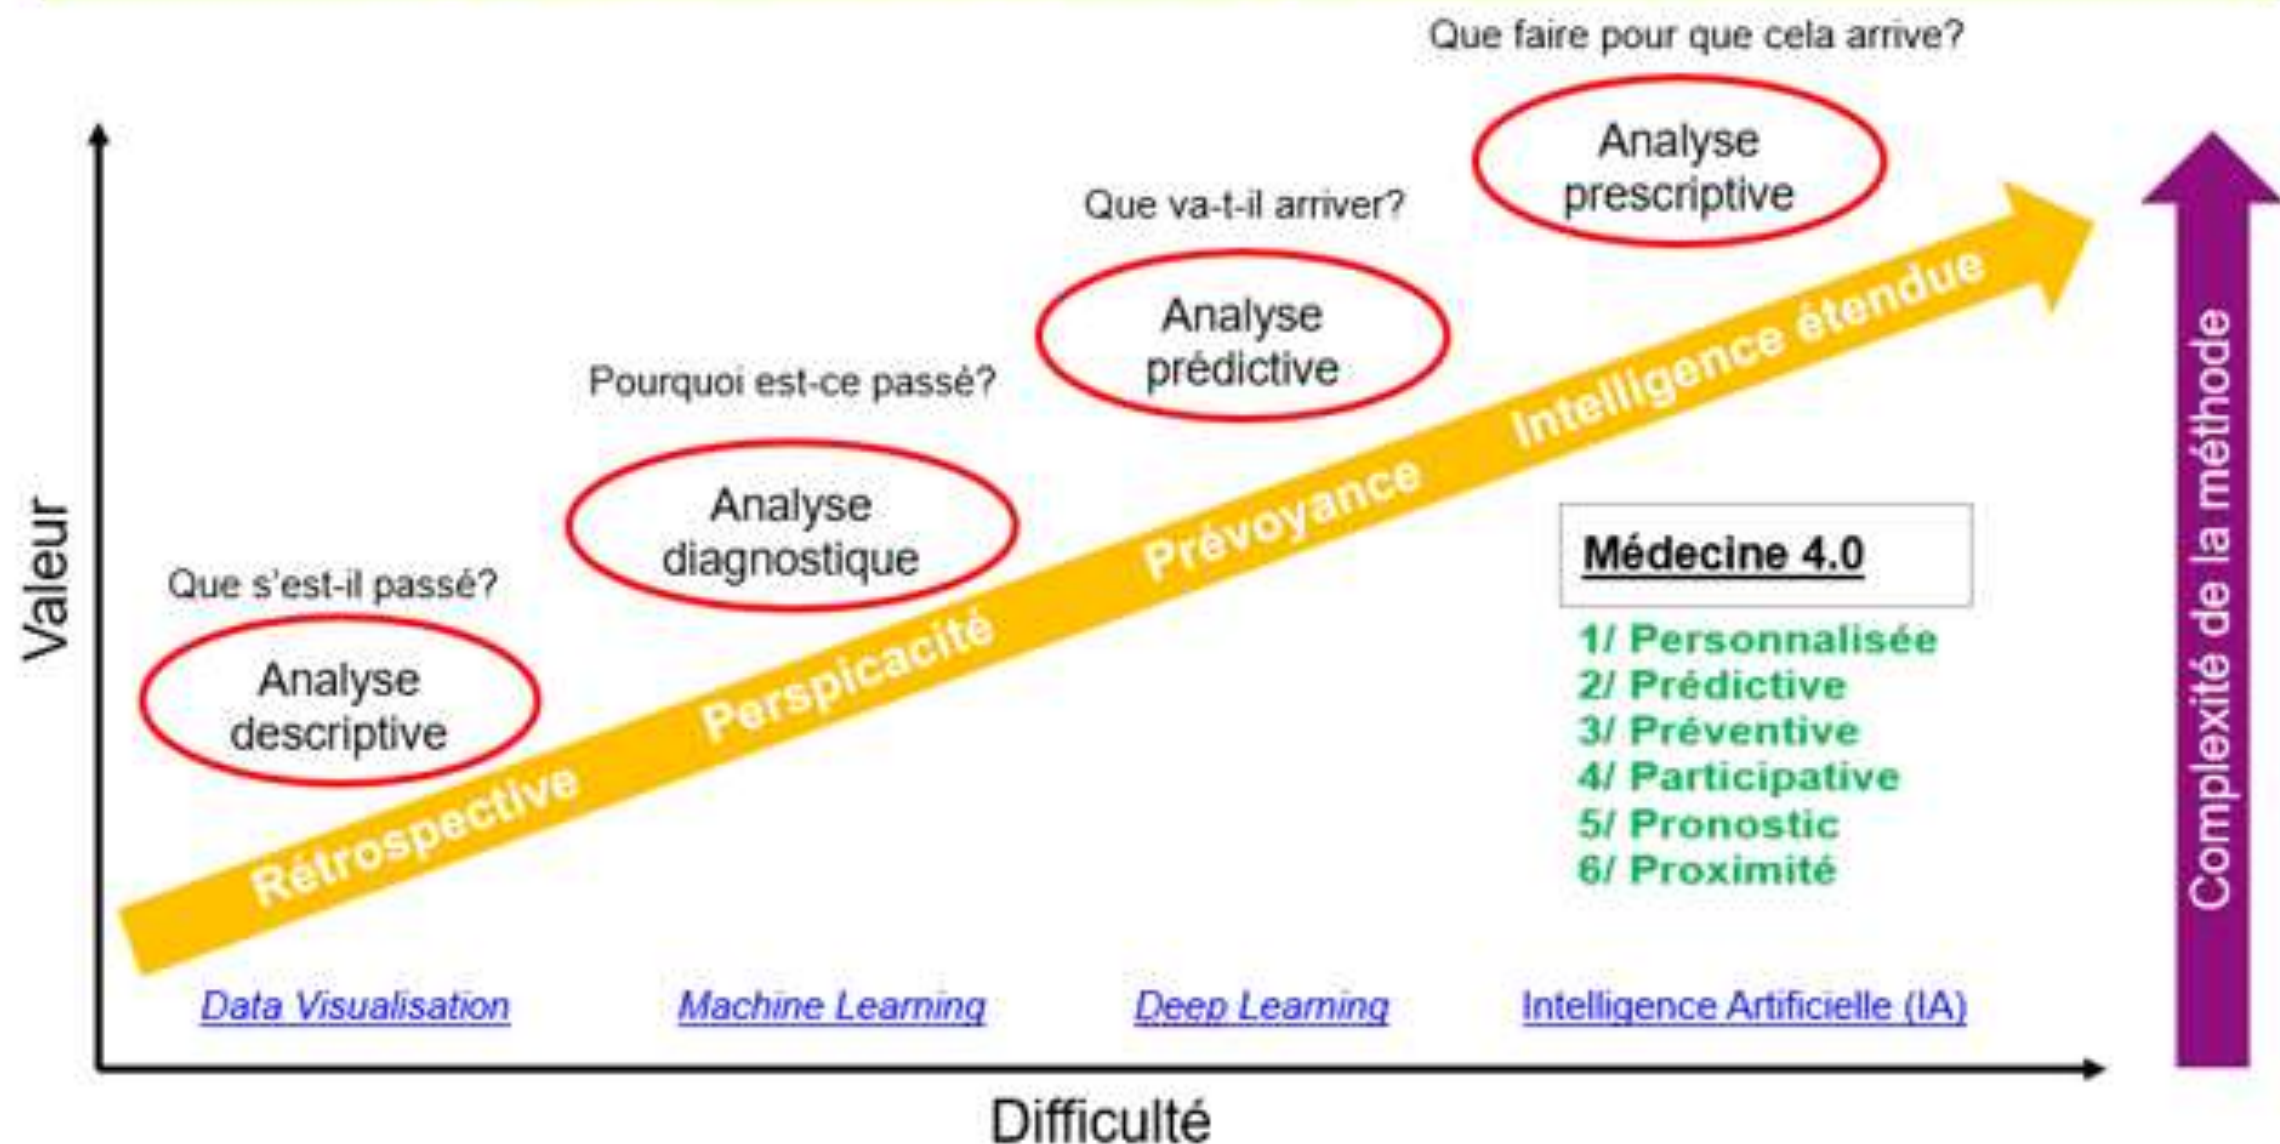 Que faire pour que cela arrive?
Analyse
prescriptive
Que va-t-il arriver?
Analyse
prédictive
Pourquoi est-ce passé?
Analyse
diagnostique
Que s'est-il passé?
Analyse
descriptive
Valeur
Rétrospective
Perspicacité
Prévoyance
Intelligence étendue
Médecine 4.0
1/ Personnalisée
2/ Prédictive
3/ Préventive
4/ Participative
5/ Pronostic
6/ Proximité
Complexité de la méthode
Data Visualisation
Machine Learning
Deep Learning
Intelligence Artificielle (IA)
Difficulté